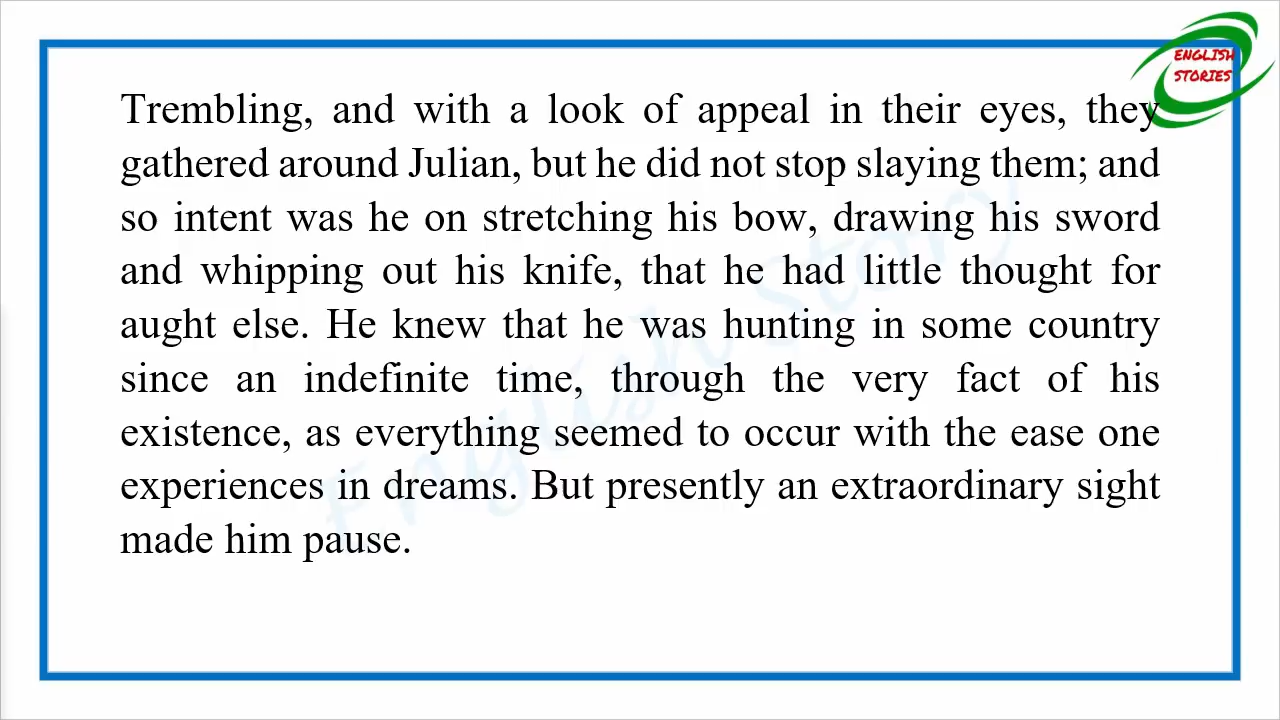 ENGLISH
STORIES
Trembling, and with a look of appeal in their eyes, they
gathered around Julian, but he did not stop slaying them; and
so intent was he on stretching his bow, drawing his sword
and whipping out his knife, that he had little thought for
aught else. He knew that he was hunting in some country
since an indefinite time, through the very fact of his
existence, as everything seemed to occur with the ease one
experiences in dreams. But presently an extraordinary sight
made him pause.
English Story